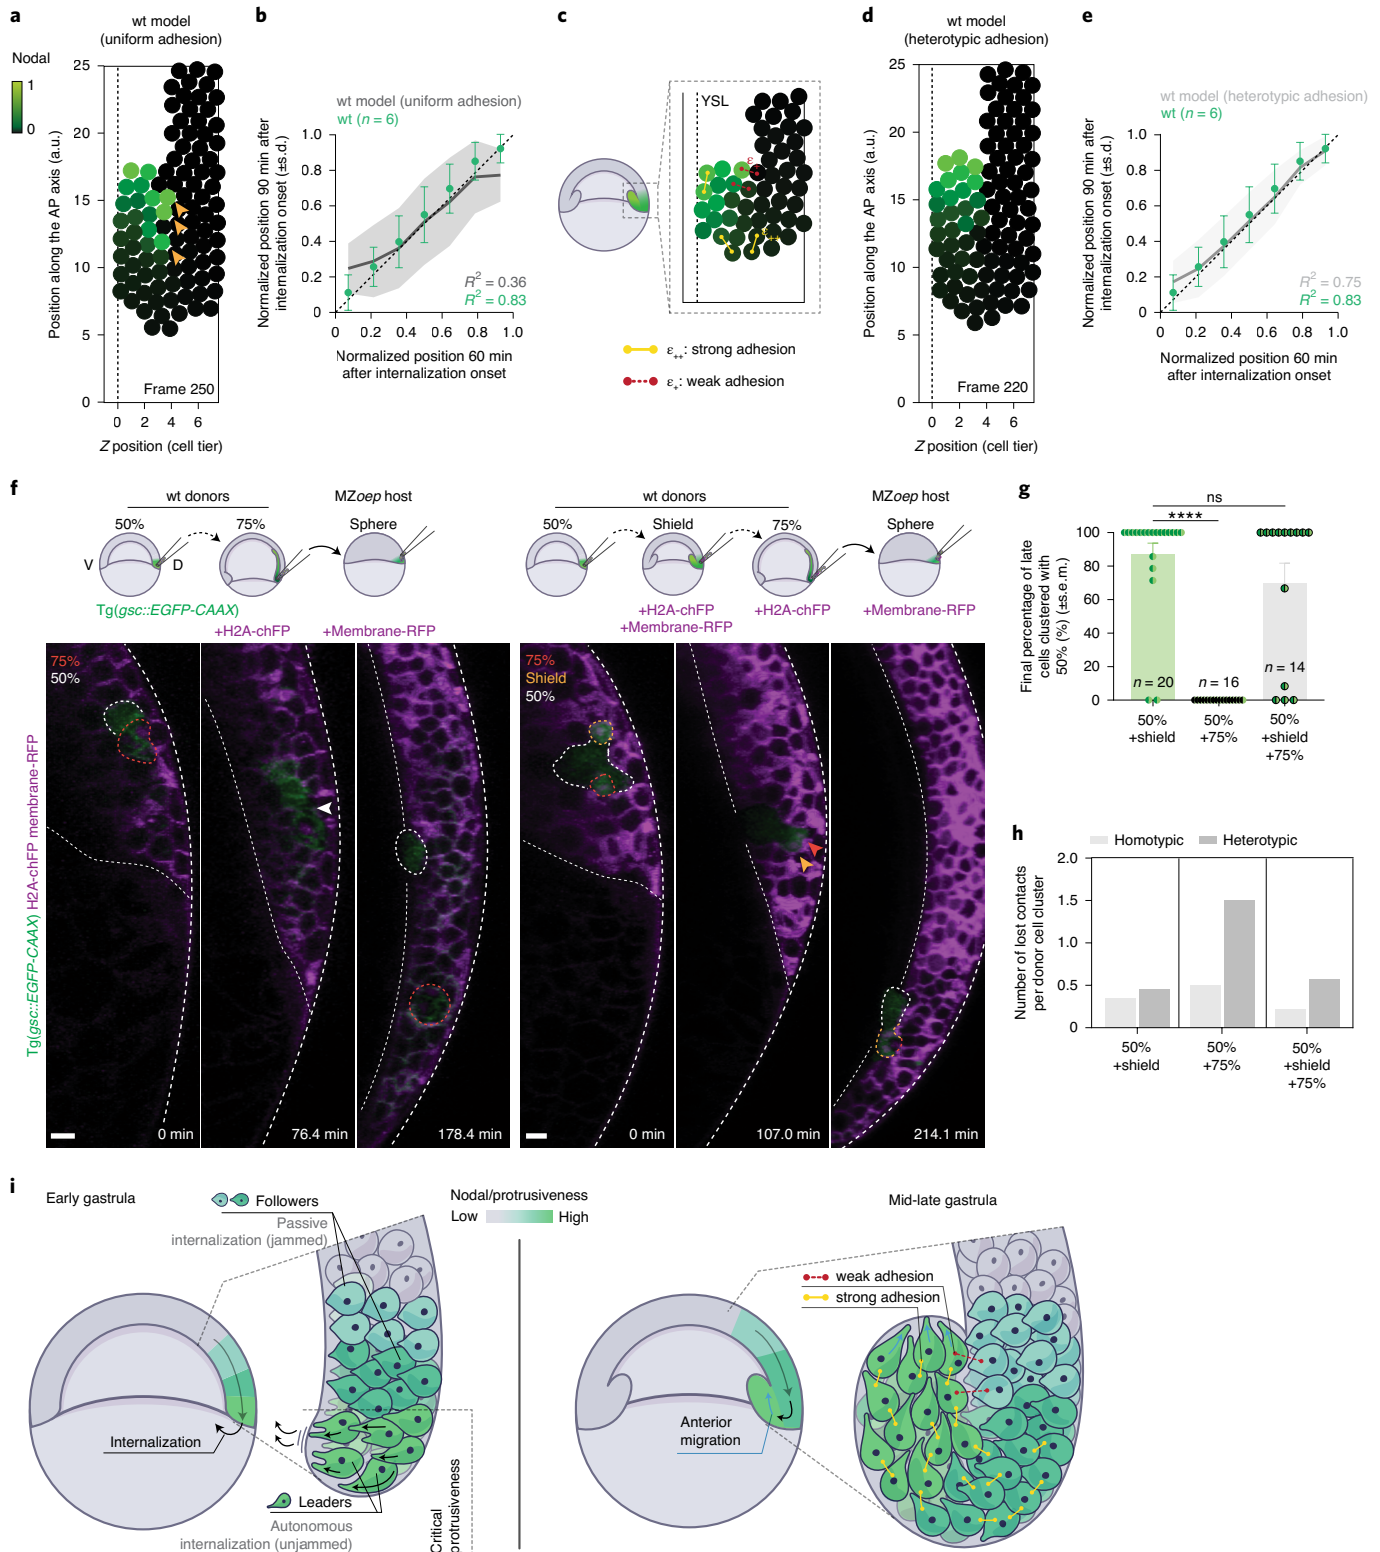 a
wt model
(uniform adhesion)
Nodal
1
0
Position along the AP axis (a.u.)
25
20
15
10
5
0
Frame 250
0 2 4 6
Z position (cell tier)
b
wt model (uniform adhesion)
wt (n = 6)
Normalized position 90 min after
internalization onset (±s.d.)
1.0
0.8
0.6
0.4
0.2
0
R² = 0.36
R² = 0.83
0 0.2 0.4 0.6 0.8 1.0
Normalized position 60 min
after internalization onset
c
YSL
ε+
ε++
ε++: strong adhesion
ε+: weak adhesion
d
wt model
(heterotypic adhesion)
Position along the AP axis (a.u.)
25
20
15
10
5
0
Frame 220
0 2 4 6
Z position (cell tier)
e
wt model (heterotypic adhesion)
wt (n = 6)
Normalized position 90 min after
internalization onset (±s.d.)
1.0
0.8
0.6
0.4
0.2
0
R² = 0.75
R² = 0.83
0 0.2 0.4 0.6 0.8 1.0
Normalized position 60 min
after internalization onset
f
wt donors
MZoep host
50%
75%
Sphere
V
D
Tg(gsc::EGFP-CAAX)
+H2A-chFP
+Membrane-RFP
wt donors
MZoep host
50%
Shield
75%
Sphere
+H2A-chFP
+Membrane-RFP
+H2A-chFP
+Membrane-RFP
Tg(gsc::EGFP-CAAX) H2A-chFP membrane-RFP
75%
50%
0 min
76.4 min
178.4 min
75%
Shield
50%
0 min
107.0 min
214.1 min
g
ns
****
Final percentage of late
cells clustered with
50% (%) (±s.e.m.)
100
80
60
40
20
0
n = 20
n = 16
n = 14
50%
+shield
50%
+75%
50%
+shield
+75%
h
Homotypic
Heterotypic
Number of lost contacts
per donor cell cluster
2.0
1.5
1.0
0.5
0
50%
+shield
50%
+75%
50%
+shield
+75%
i
Early gastrula
Followers
Passive
internalization (jammed)
Nodal/protrusiveness
Low
High
Internalization
Leaders
Autonomous
internalization (unjammed)
Critical
protrusiveness
Mid-late gastrula
weak adhesion
strong adhesion
Anterior
migration